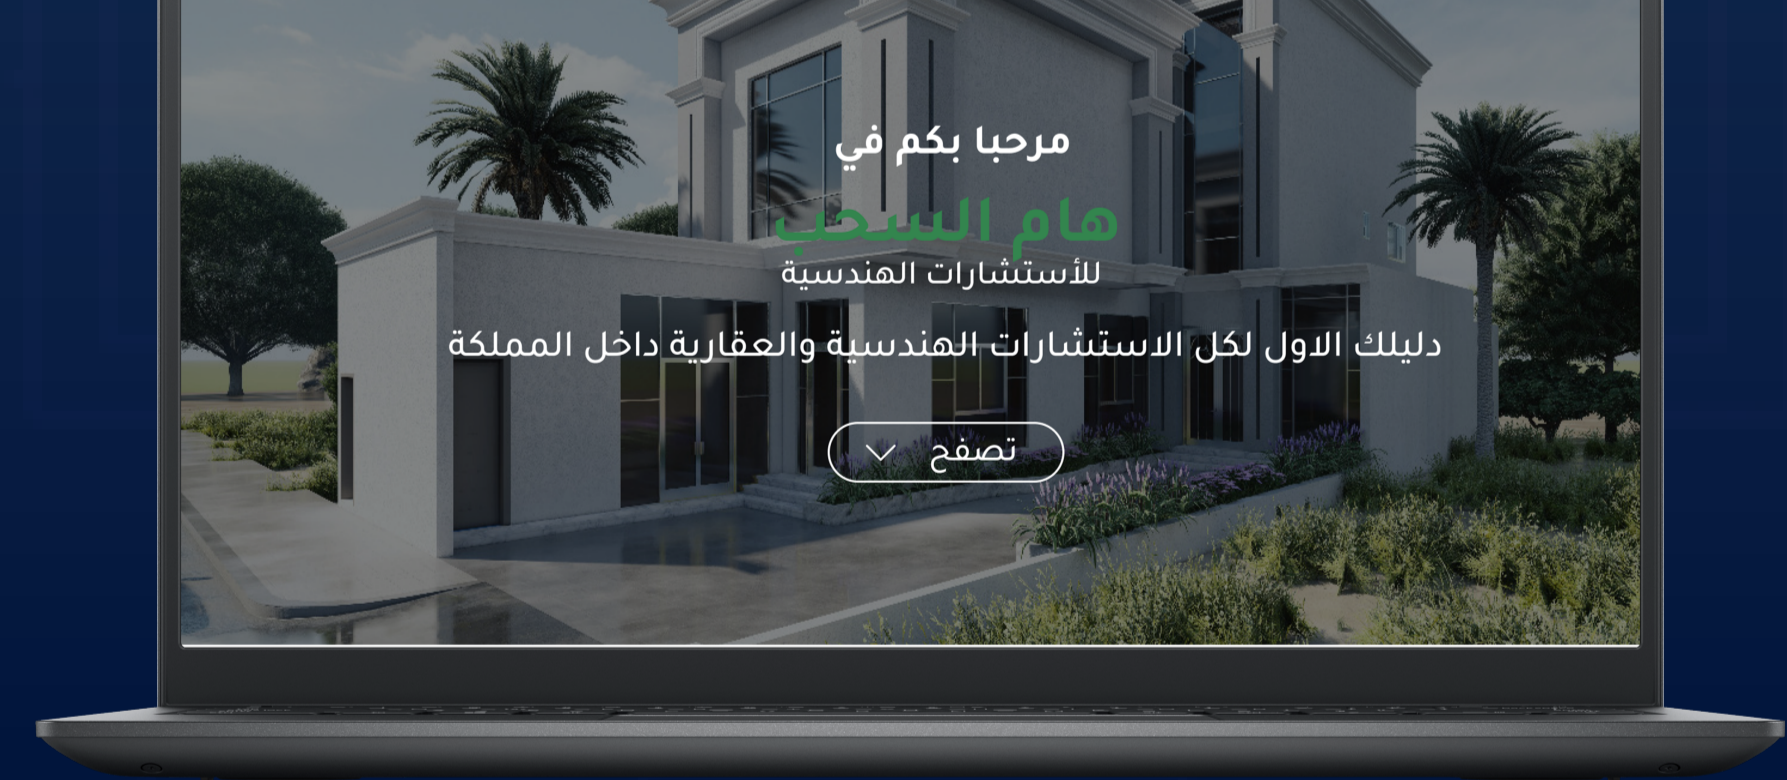 مرحبا بكم في
هام السحب
للأستشارات الهندسية
دليلك الاول لكل الاستشارات الهندسية والعقارية داخل المملكة
تصفح